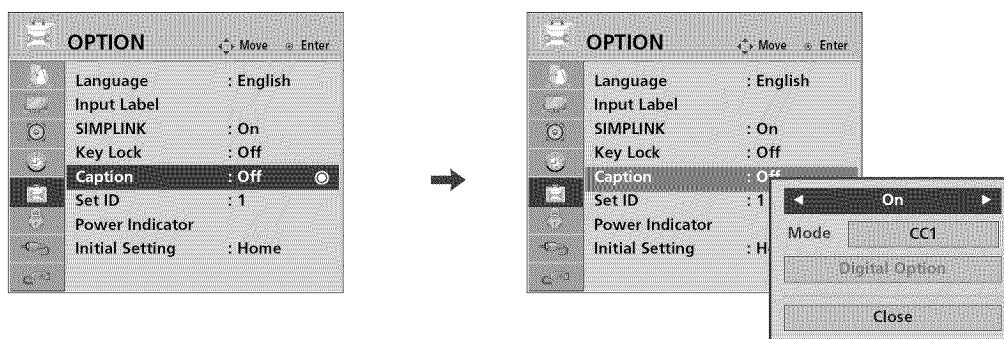 OPTION
Move Enter
Language : English
Input Label
SIMPLINK : On
Key Lock : Off
Caption : Off
Set ID : 1
Power Indicator
Initial Setting : Home
OPTION
Move Enter
Language : English
Input Label
SIMPLINK : On
Key Lock : Off
Caption : Off
Set ID : 1
Power Indicator
Initial Setting : H
On
Mode CC1
Digital Option
Close